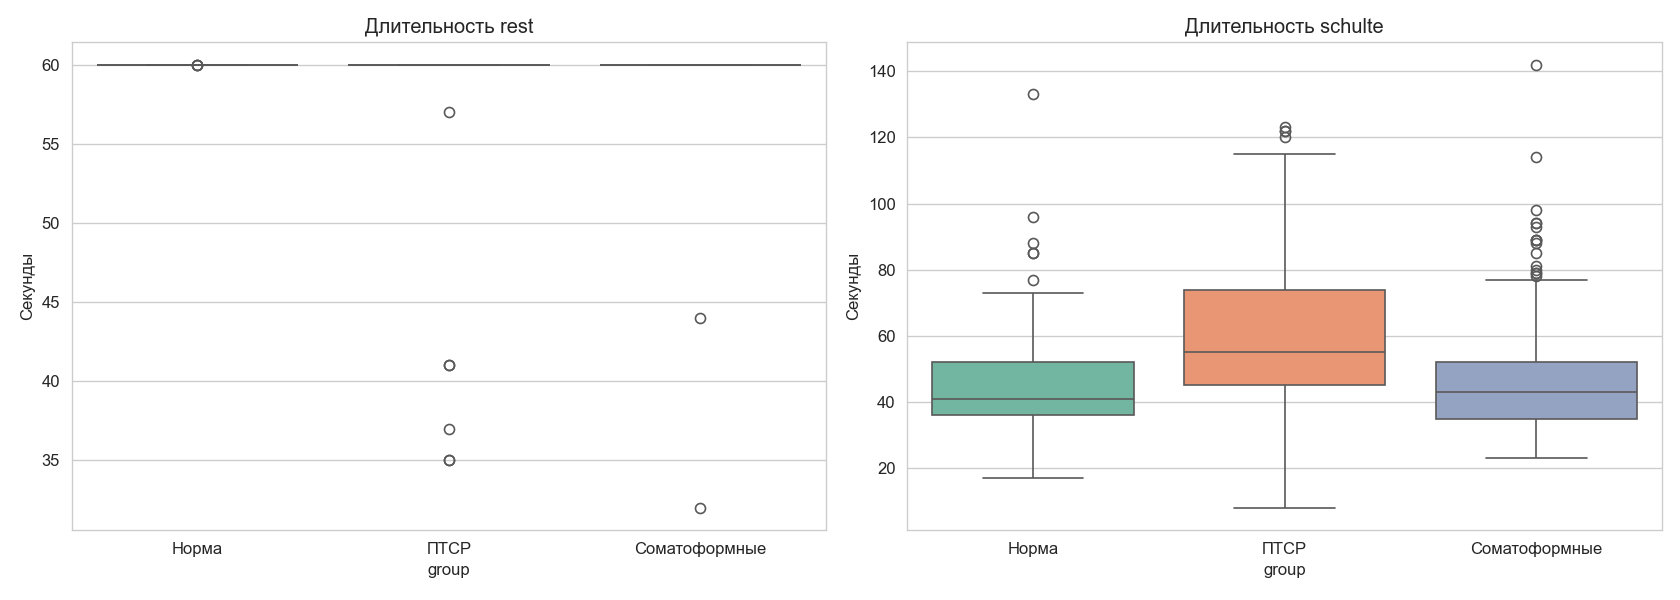 Длительность rest
60
55
50
45
40
35
Секунды
Норма
ПТСР
Соматоформные
group
Длительность schulte
140
120
100
80
60
40
20
Секунды
Норма
ПТСР
Соматоформные
group